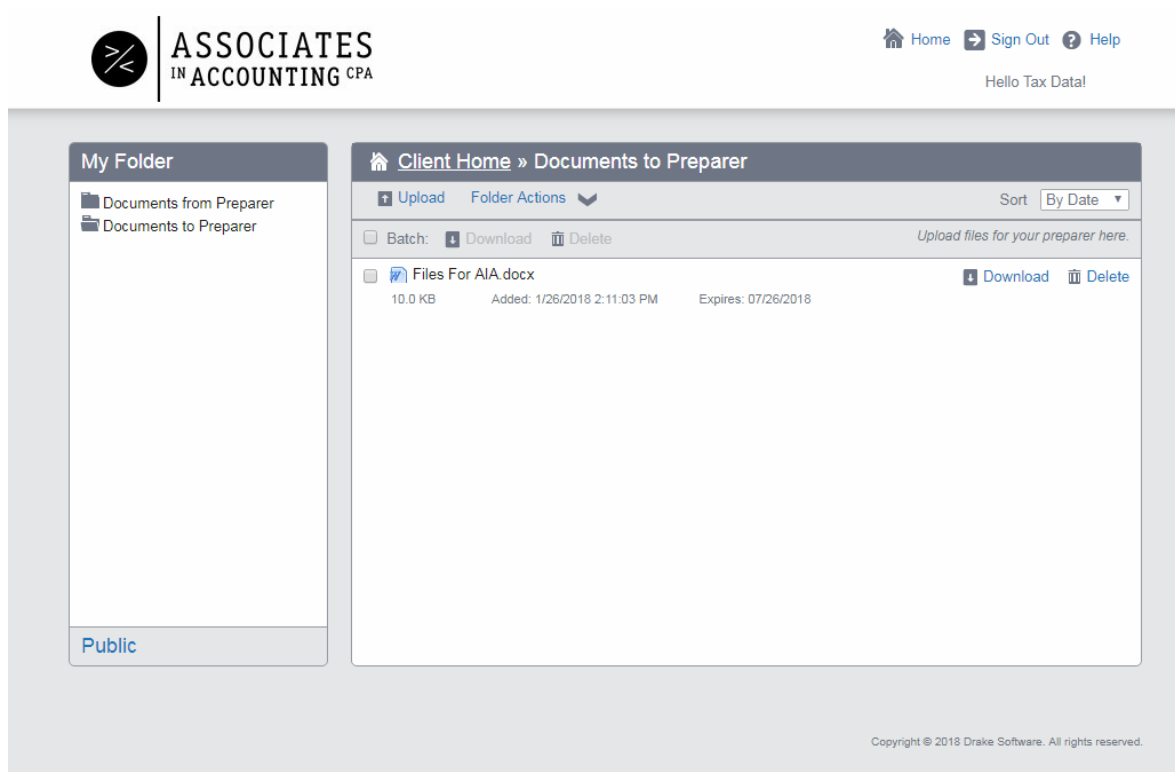 ASSOCIATES
IN ACCOUNTING CPA
Home Sign Out Help
Hello Tax Data!
My Folder
Documents from Preparer
Documents to Preparer
Public
Client Home » Documents to Preparer
Upload Folder Actions Sort By Date
Batch: Download Delete Upload files for your preparer here.
Files For AIA.docx Download Delete
10.0 KB Added: 1/26/2018 2:11:03 PM Expires: 07/26/2018
Copyright © 2018 Drake Software. All rights reserved.